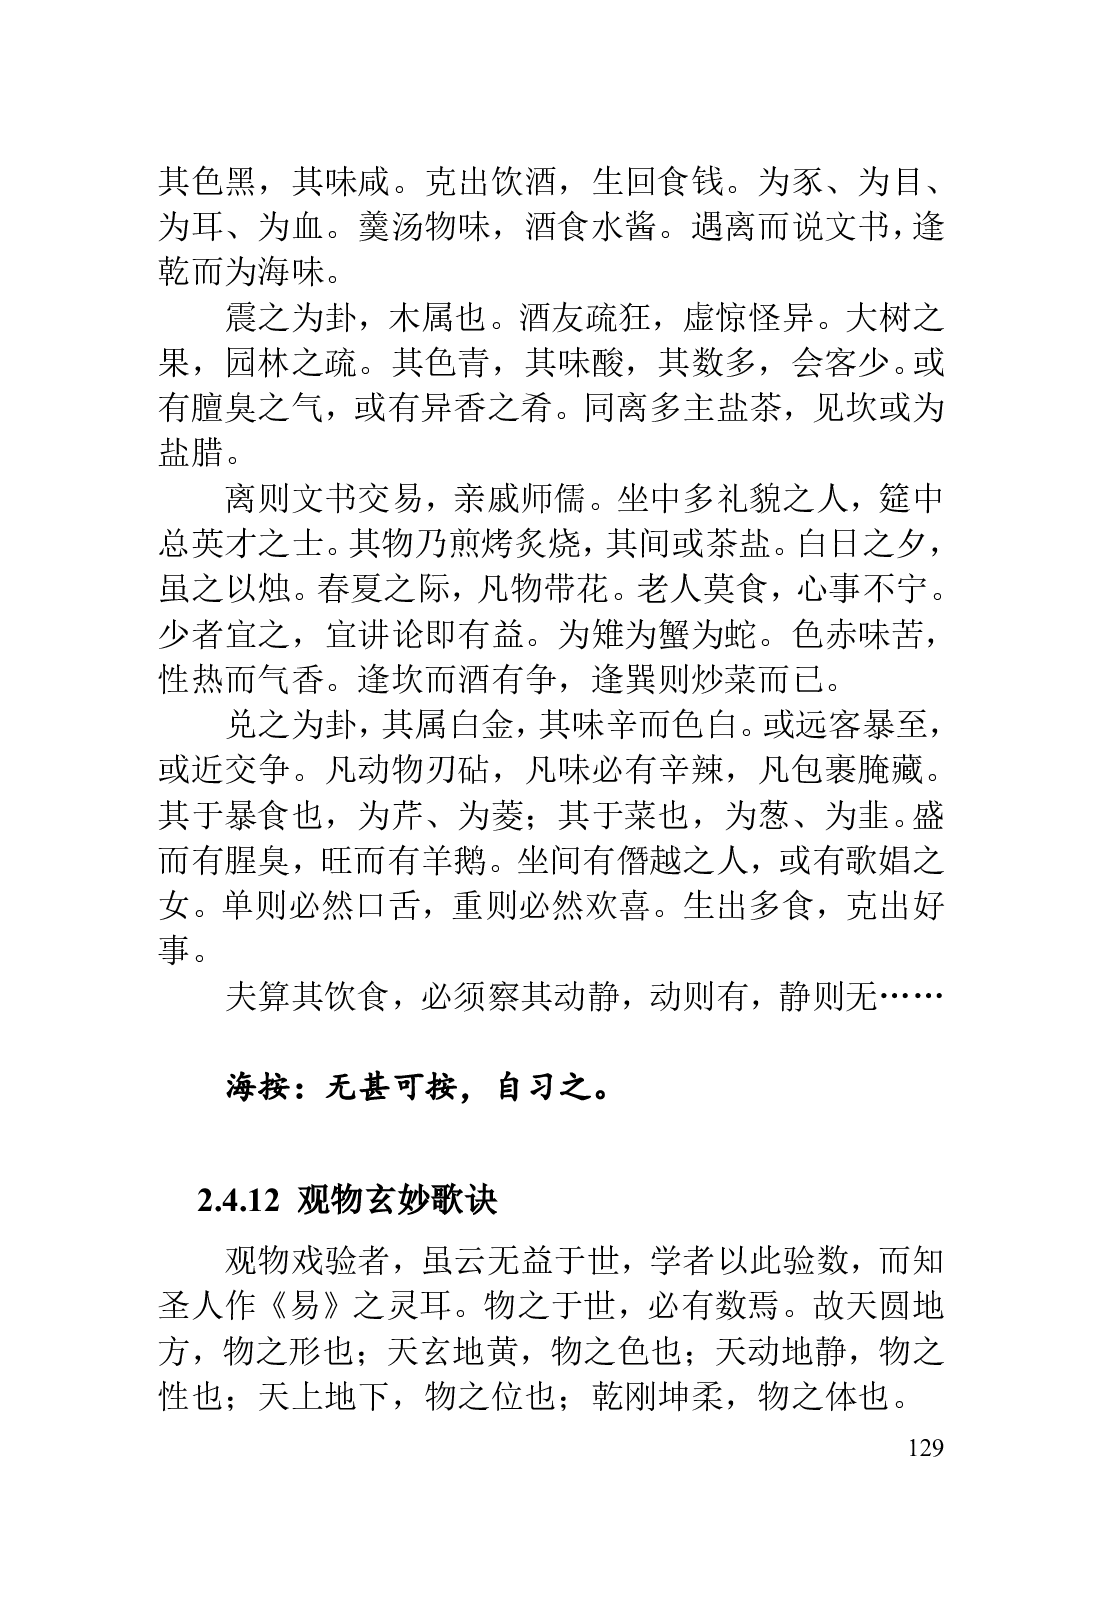 其色黑，其味咸。克出饮酒，生回食钱。为豕、为目、
为耳、为血。羹汤物味，酒食水酱。遇离而说文书，逢
乾而为海味。
震之为卦，木属也。酒友疏狂，虚惊怪异。大树之
果，园林之疏。其色青，其味酸，其数多，会客少。或
有膻臭之气，或有异香之肴。同离多主盐茶，见坎或为
盐腊。
离则文书交易，亲戚师儒。坐中多礼貌之人，筵中
总英才之士。其物乃煎烤炙烧，其间或茶盐。白日之夕，
虽之以烛。春夏之际，凡物带花。老人莫食，心事不宁。
少者宜之，宜讲论即有益。为雉为蟹为蛇。色赤味苦，
性热而气香。逢坎而酒有争，逢巽则炒菜而已。
兑之为卦，其属白金，其味辛而色白。或远客暴至，
或近交争。凡动物刃砧，凡味必有辛辣，凡包裹腌藏。
其于暴食也，为芹、为菱；其于菜也，为葱、为韭。盛
而有腥臭，旺而有羊鹅。坐间有僭越之人，或有歌娼之
女。单则必然口舌，重则必然欢喜。生出多食，克出好
事。
夫算其饮食，必须察其动静，动则有，静则无……
海按：无甚可按，自习之。
2.4.12 观物玄妙歌诀
观物戏验者，虽云无益于世，学者以此验数，而知
圣人作《易》之灵耳。物之于世，必有数焉。故天圆地
方，物之形也；天玄地黄，物之色也；天动地静，物之
性也；天上地下，物之位也；乾刚坤柔，物之体也。
129